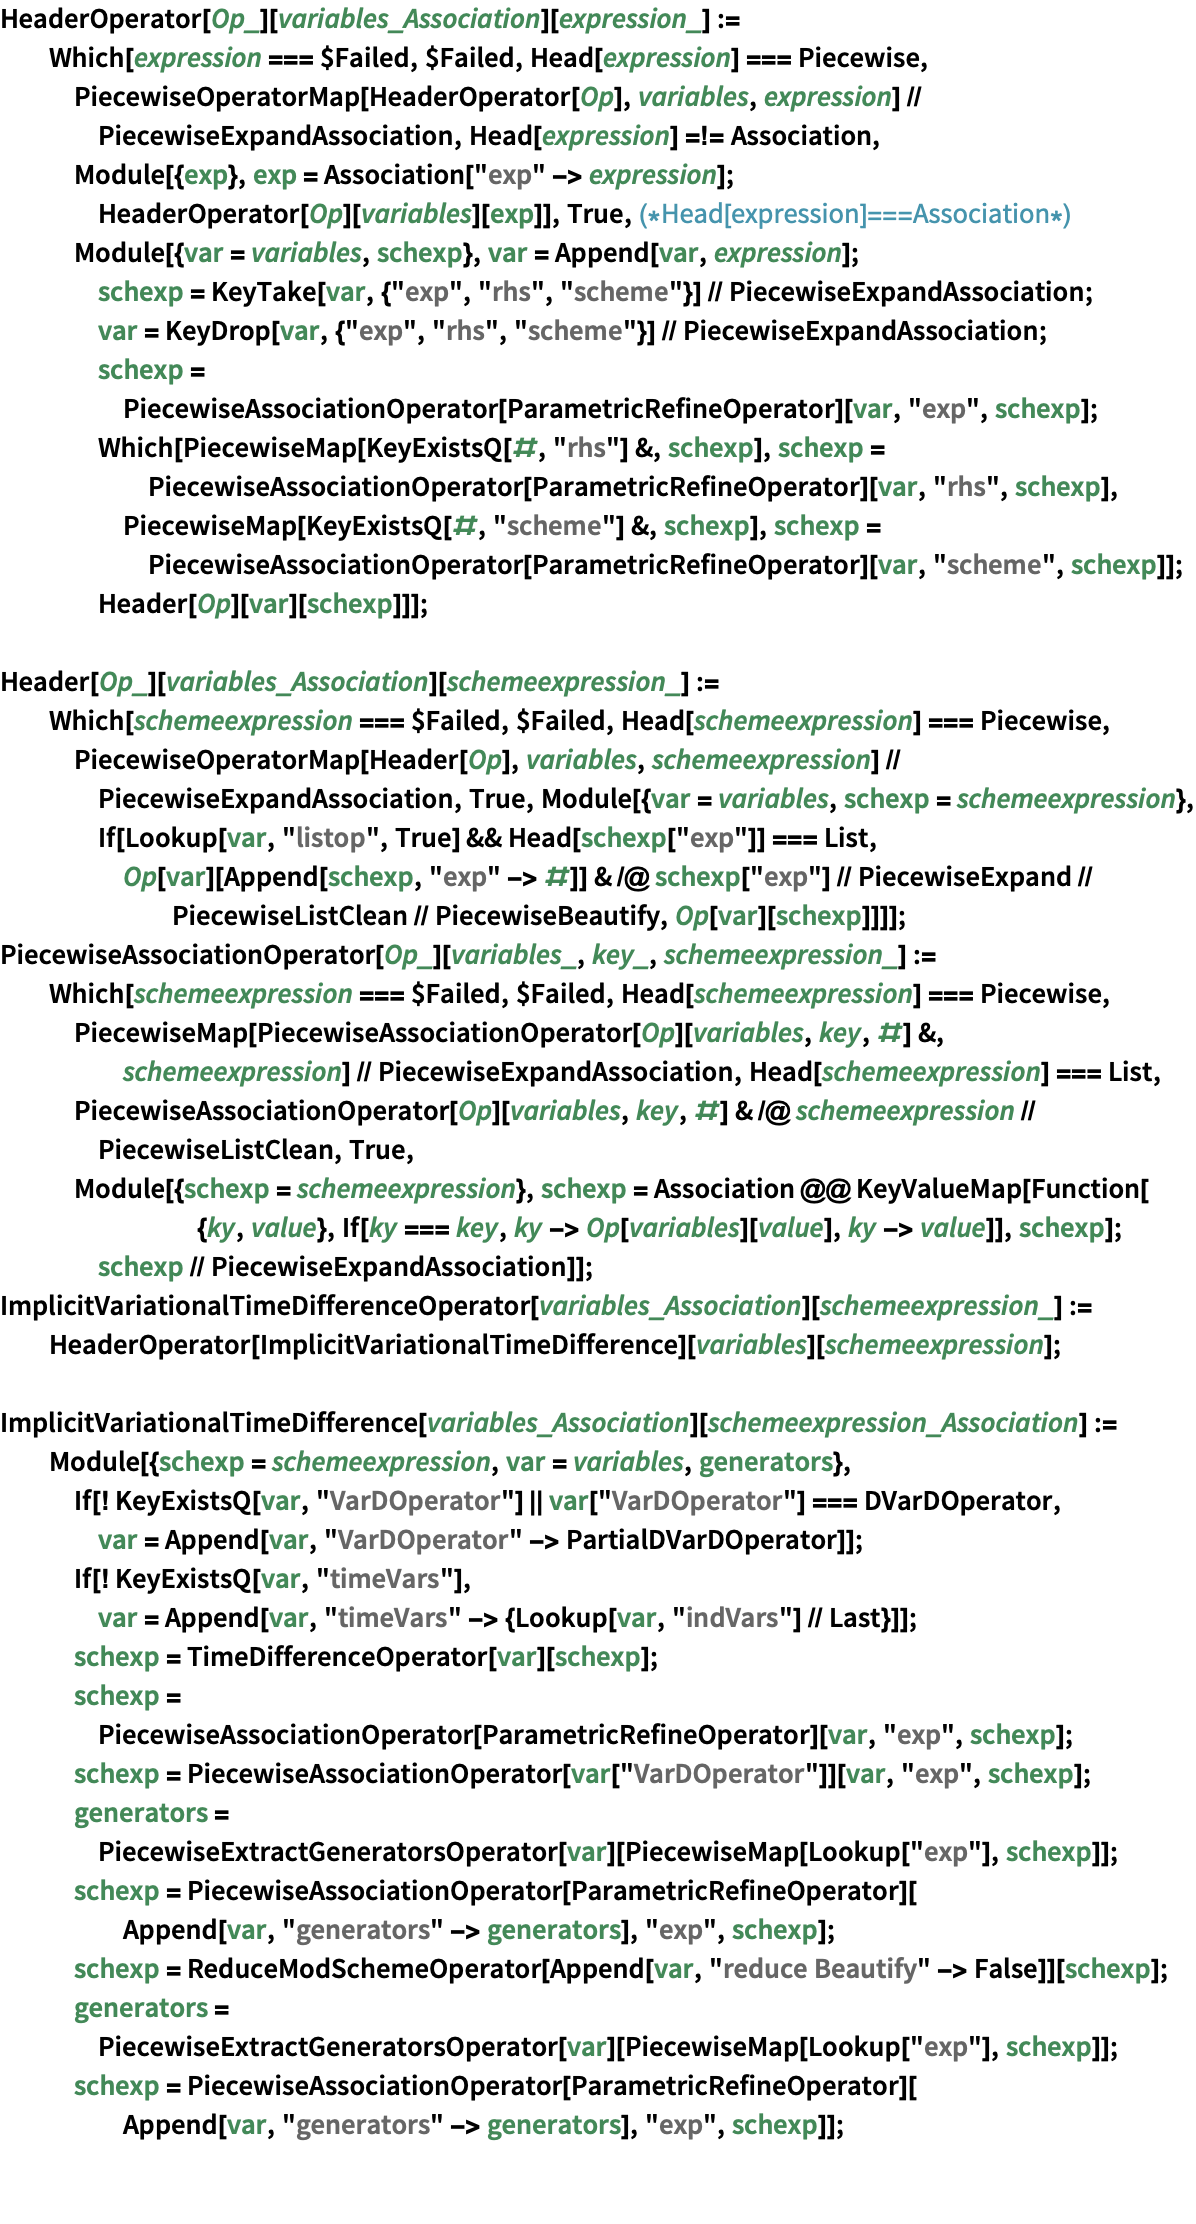 HeaderOperator[Op_][variables_Association][expression_] :=
Which[expression === $Failed, $Failed, Head[expression] === Piecewise,
PiecewiseOperatorMap[HeaderOperator[Op], variables, expression] //
PiecewiseExpandAssociation, Head[expression] =!= Association,
Module[{exp}, exp = Association["exp" -> expression];
HeaderOperator[Op][variables][exp]], True, (*Head[expression]===Association*)
Module[{var = variables, schexp}, var = Append[var, expression];
schexp = KeyTake[var, {"exp", "rhs", "scheme"}] // PiecewiseExpandAssociation;
var = KeyDrop[var, {"exp", "rhs", "scheme"}] // PiecewiseExpandAssociation;
schexp =
PiecewiseAssociationOperator[ParametricRefineOperator][var, "exp", schexp];
Which[PiecewiseMap[KeyExistsQ[#, "rhs"] &, schexp], schexp =
PiecewiseAssociationOperator[ParametricRefineOperator][var, "rhs", schexp],
PiecewiseMap[KeyExistsQ[#, "scheme"] &, schexp], schexp =
PiecewiseAssociationOperator[ParametricRefineOperator][var, "scheme", schexp]];
Header[Op][var][schexp]]];
Header[Op_][variables_Association][schemeexpression_] :=
Which[schemeexpression === $Failed, $Failed, Head[schemeexpression] === Piecewise,
PiecewiseOperatorMap[Header[Op], variables, schemeexpression] //
PiecewiseExpandAssociation, True, Module[{var = variables, schexp = schemeexpression},
If[Lookup[var, "listop", True] && Head[schexp["exp"]] === List,
Op[var][Append[schexp, "exp" -> #]] & /@ schexp["exp"] // PiecewiseExpand //
PiecewiseListClean // PiecewiseBeautify, Op[var][schexp]]]];
PiecewiseAssociationOperator[Op_][variables_, key_, schemeexpression_] :=
Which[schemeexpression === $Failed, $Failed, Head[schemeexpression] === Piecewise,
PiecewiseMap[PiecewiseAssociationOperator[Op][variables, key, #] &,
schemeexpression] // PiecewiseExpandAssociation, Head[schemeexpression] === List,
PiecewiseAssociationOperator[Op][variables, key, #] & /@ schemeexpression //
PiecewiseListClean, True,
Module[{schexp = schemeexpression}, schexp = Association @@ KeyValueMap[Function[
{ky, value}, If[ky === key, ky -> Op[variables][value], ky -> value]], schexp];
schexp // PiecewiseExpandAssociation]];
ImplicitVariationalTimeDifferenceOperator[variables_Association][schemeexpression_] :=
HeaderOperator[ImplicitVariationalTimeDifference][variables][schemeexpression];
ImplicitVariationalTimeDifference[variables_Association][schemeexpression_Association] :=
Module[{schexp = schemeexpression, var = variables, generators},
If[! KeyExistsQ[var, "VarDOperator"] || var["VarDOperator"] === DVarDOperator,
var = Append[var, "VarDOperator" -> PartialDVarDOperator]];
If[! KeyExistsQ[var, "timeVars"],
var = Append[var, "timeVars" -> {Lookup[var, "indVars"] // Last}]];
schexp = TimeDifferenceOperator[var][schexp];
schexp =
PiecewiseAssociationOperator[ParametricRefineOperator][var, "exp", schexp];
schexp = PiecewiseAssociationOperator[var["VarDOperator"]][var, "exp", schexp];
generators =
PiecewiseExtractGeneratorsOperator[var][PiecewiseMap[Lookup["exp"], schexp]];
schexp = PiecewiseAssociationOperator[ParametricRefineOperator][
Append[var, "generators" -> generators], "exp", schexp];
schexp = ReduceModSchemeOperator[Append[var, "reduce Beautify" -> False]][schexp];
generators =
PiecewiseExtractGeneratorsOperator[var][PiecewiseMap[Lookup["exp"], schexp]];
schexp = PiecewiseAssociationOperator[ParametricRefineOperator][
Append[var, "generators" -> generators], "exp", schexp]];